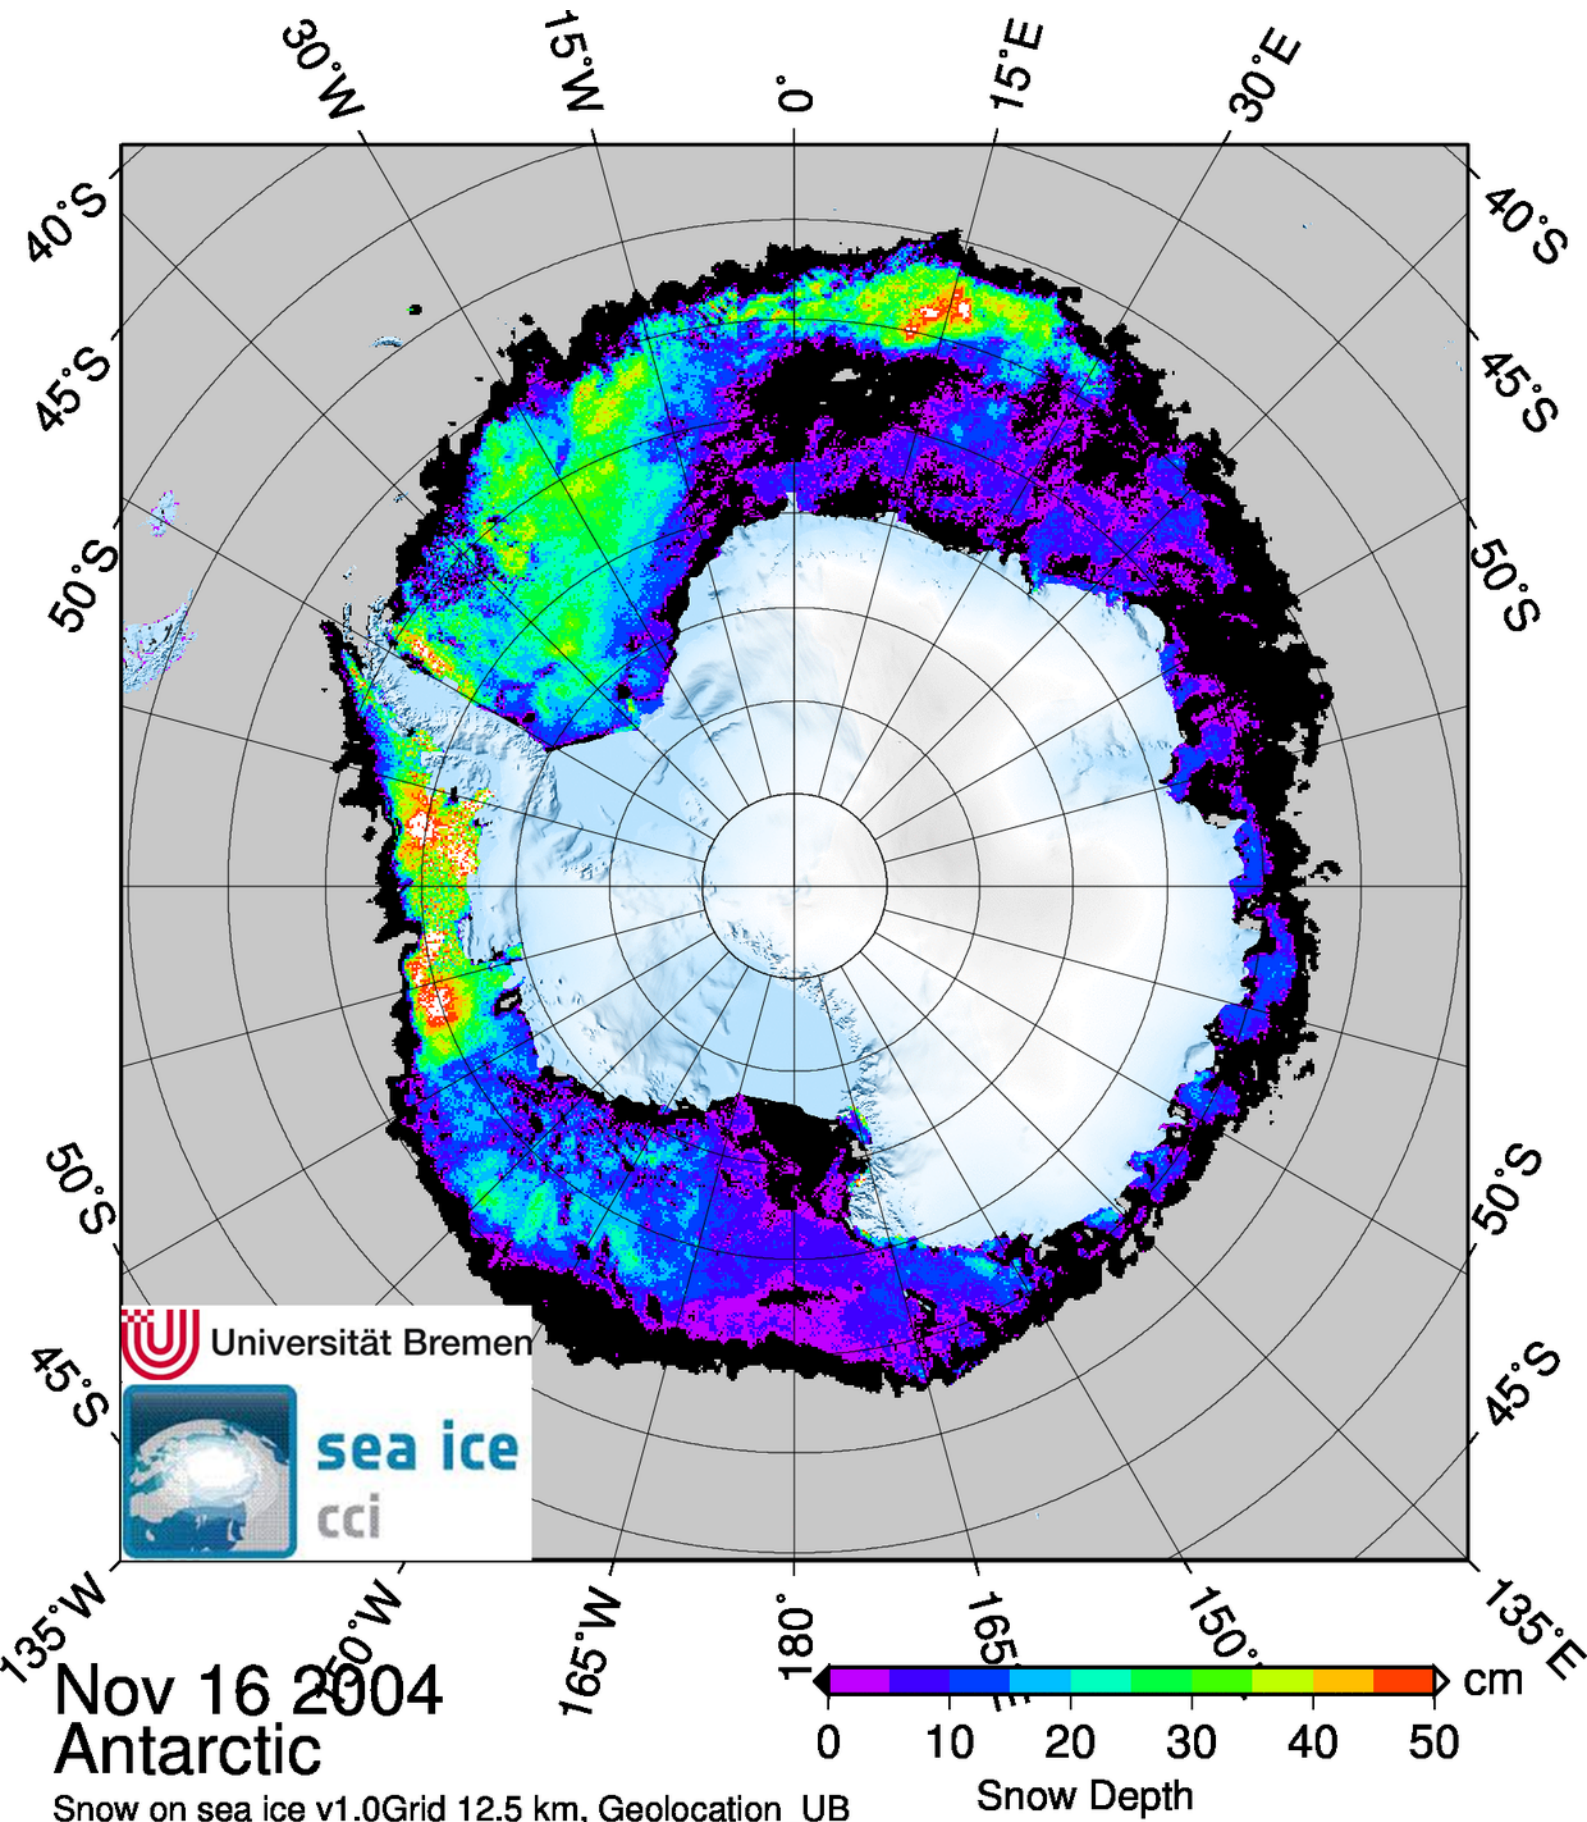 30°W 15°W 0° 15°E 30°E
40°S 40°S
45°S 45°S
50°S 50°S
50°S 50°S
45°S 45°S
Universität Bremen
sea ice
cci
135°W 165°W 180° 150° 135°E
Nov 16 2004
Antarctic
Snow on sea ice v1.0Grid 12.5 km, Geolocation UB
cm
0 10 20 30 40 50
Snow Depth